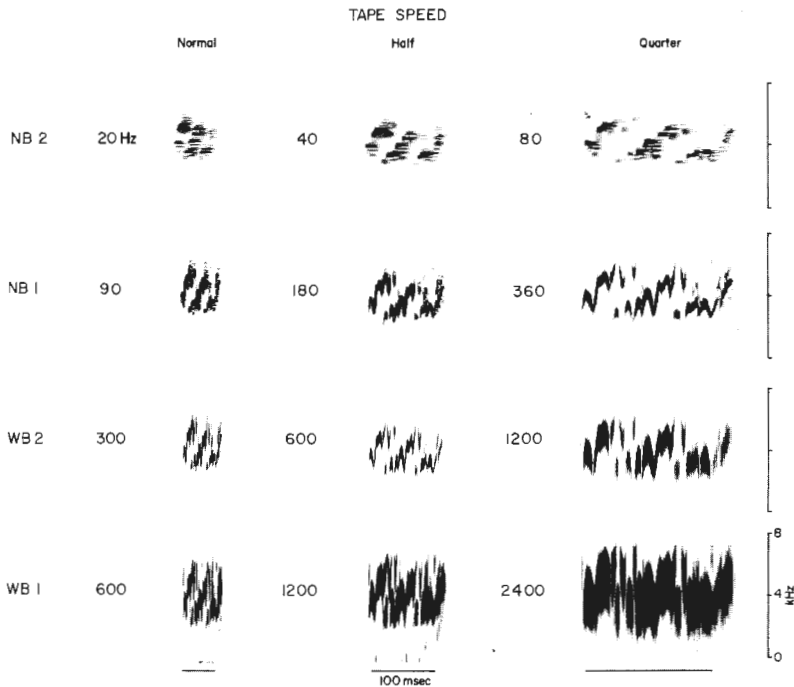 TAPE SPEED
Normal Half Quarter
NB 2 20 Hz 40 80
NB 1 90 180 360
WB 2 300 600 1200
8
WB 1 600 1200 2400 4 kHz
0
100 msec